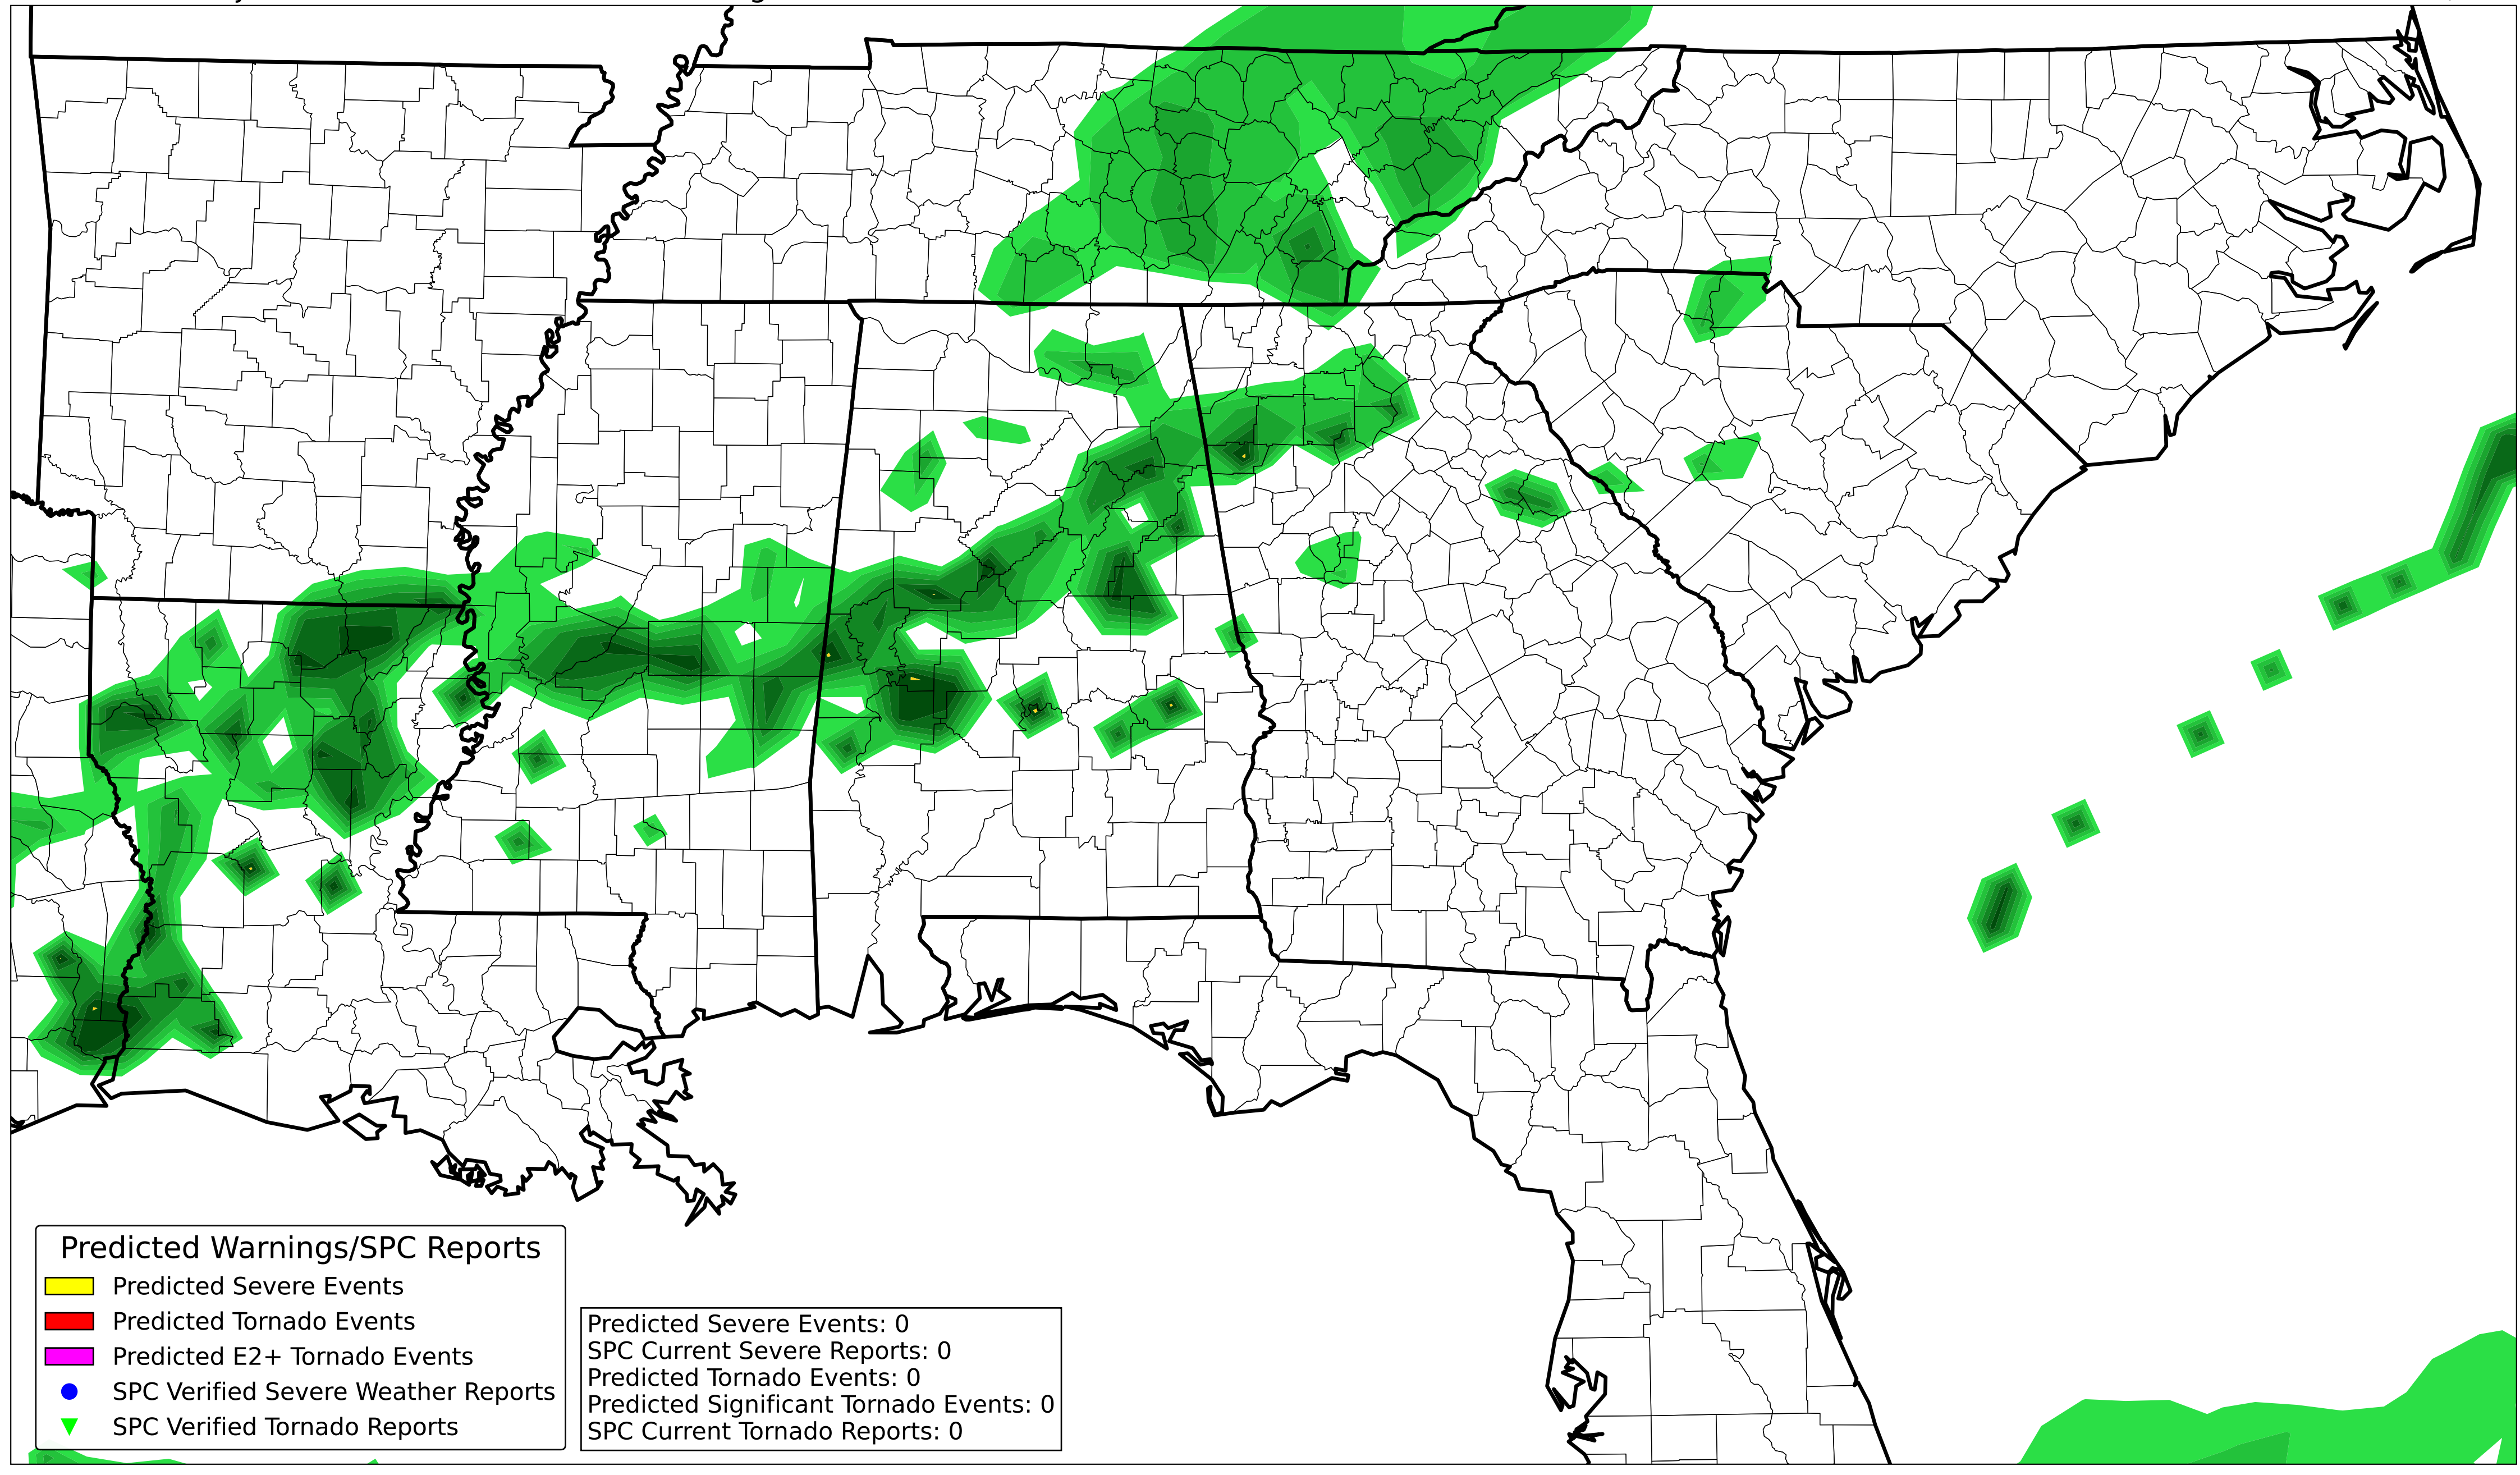 Predicted Warnings/SPC Reports
Predicted Severe Events
Predicted Tornado Events
Predicted E2+ Tornado Events
SPC Verified Severe Weather Reports
SPC Verified Tornado Reports
Predicted Severe Events: 0
SPC Current Severe Reports: 0
Predicted Tornado Events: 0
Predicted Significant Tornado Events: 0
SPC Current Tornado Reports: 0